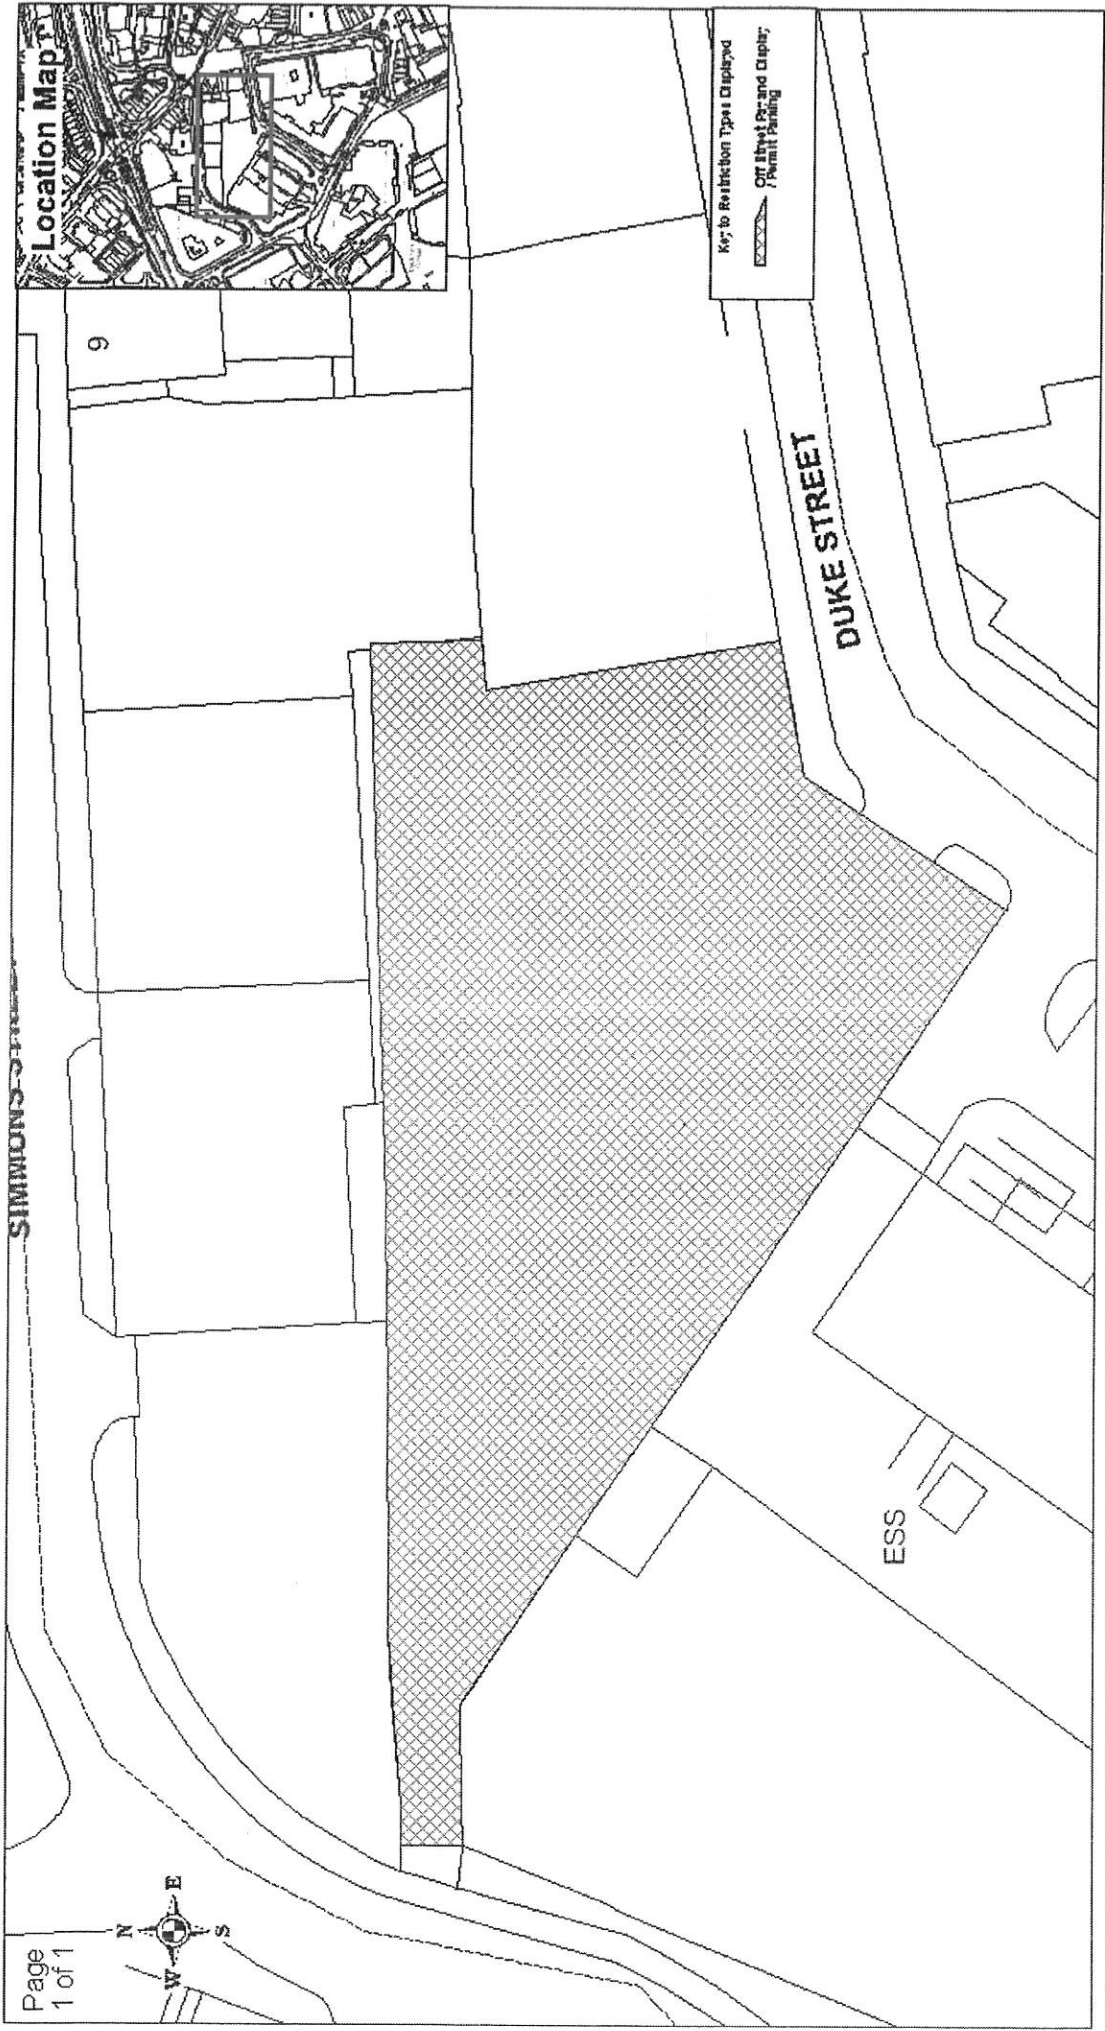 Page
1 of 1
N
W E
S
SIMMONS STREET
9
Location Map
Key to Restriction Types Displayed
Off Street Pay and Display
/ Permit Parking
DUKE STREET
ESS